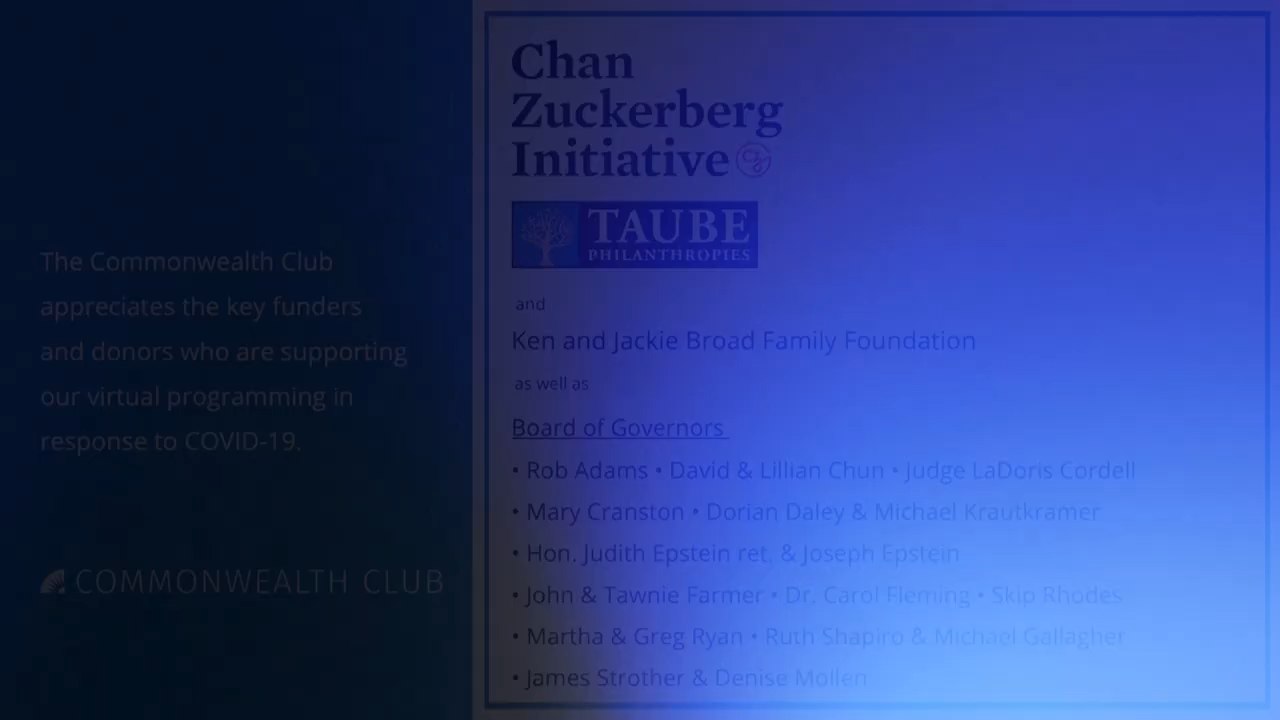 The Commonwealth Club
appreciates the key funders
and donors who are supporting
our virtual programming in
response to COVID-19.
COMMONWEALTH CLUB
Chan
Zuckerberg
Initiative
TAUBE
PHILANTHROPIES
and
Ken and Jackie Broad Family Foundation
as well as
Board of Governors
• Rob Adams • David & Lillian Chun • Judge LaDoris Cordell
• Mary Cranston • Dorian Daley & Michael Krautkramer
• Hon. Judith Epstein ret. & Joseph Epstein
• John & Tawnie Farmer • Dr. Carol Fleming • Skip Rhodes
• Martha & Greg Ryan • Ruth Shapiro & Michael Gallagher
• James Strother & Denise Mollen